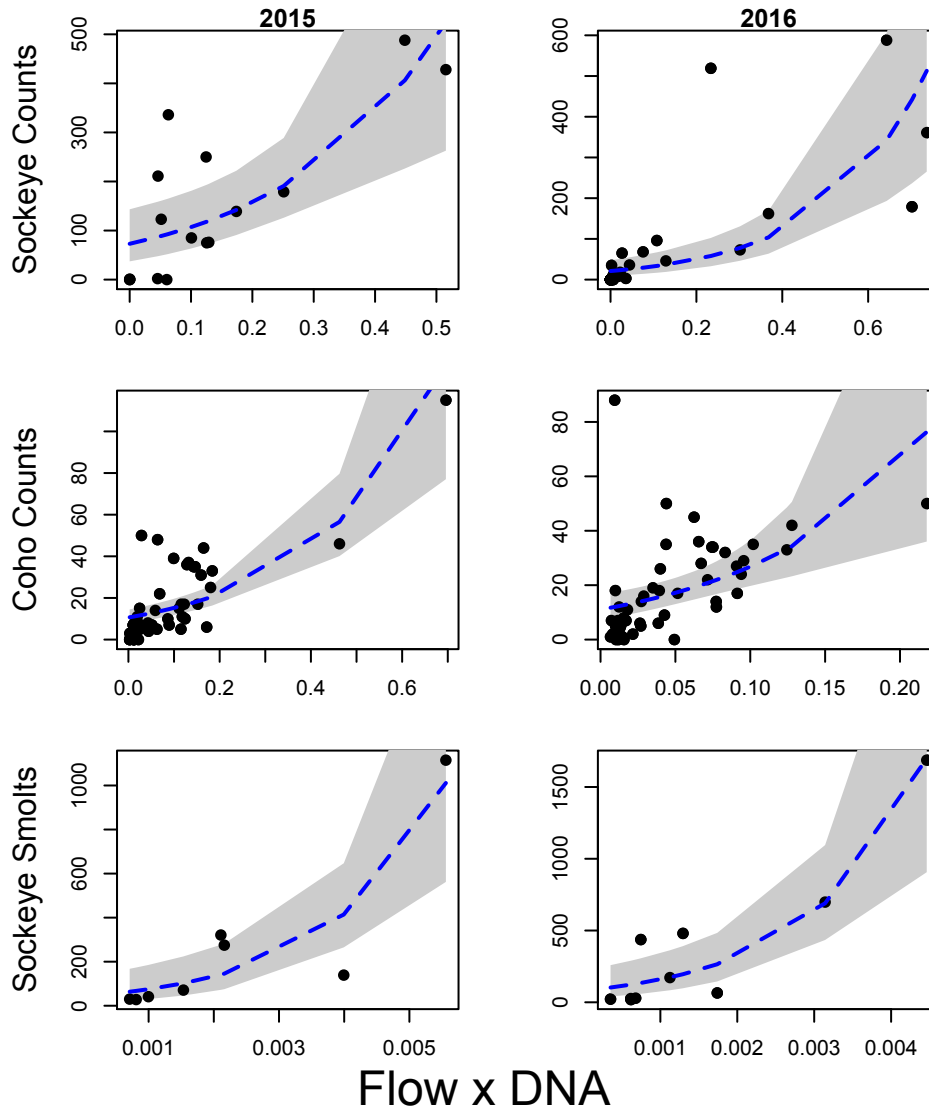 2015 2016
Sockeye Counts
0 100 300 500
0.0 0.1 0.2 0.3 0.4 0.5
0 200 400 600
0.0 0.2 0.4 0.6
Coho Counts
0 20 40 60 80
0.0 0.2 0.4 0.6
0 20 40 60 80
0.00 0.05 0.10 0.15 0.20
Sockeye Smolts
0 200 600 1000
0.001 0.003 0.005
0 500 1000 1500
0.001 0.002 0.003 0.004
Flow x DNA